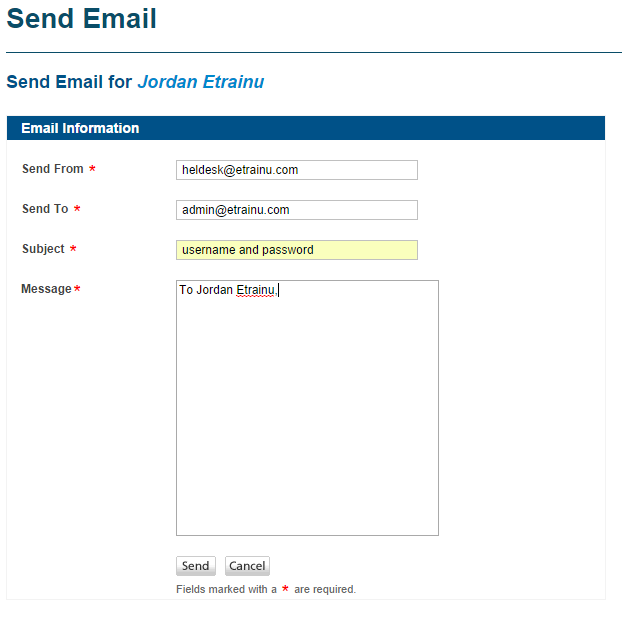 Send Email
Send Email for Jordan Etrainu
Email Information
Send From * heldesk@etrainu.com
Send To * admin@etrainu.com
Subject * username and password
Message* To Jordan Etrainu,
Send Cancel
Fields marked with a * are required.